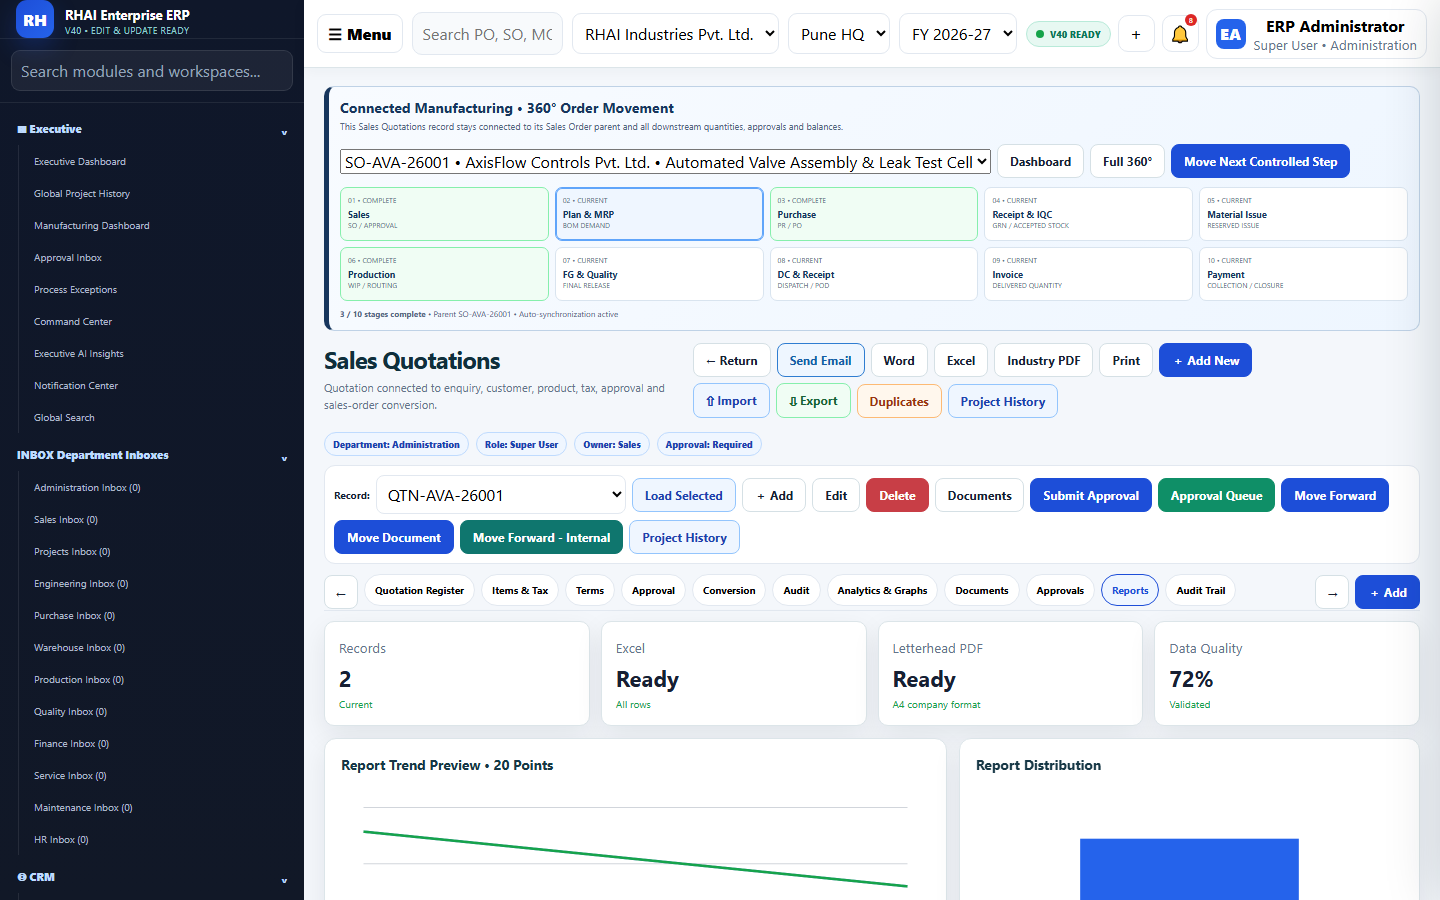 RH
RHAI Enterprise ERP
V40 • EDIT & UPDATE READY
Search modules and workspaces...
Executive
Executive Dashboard
Global Project History
Manufacturing Dashboard
Approval Inbox
Process Exceptions
Command Center
Executive AI Insights
Notification Center
Global Search
INBOX Department Inboxes
Administration Inbox (0)
Sales Inbox (0)
Projects Inbox (0)
Engineering Inbox (0)
Purchase Inbox (0)
Warehouse Inbox (0)
Production Inbox (0)
Quality Inbox (0)
Finance Inbox (0)
Service Inbox (0)
Maintenance Inbox (0)
HR Inbox (0)
CRM
☰ Menu
Search PO, SO, MO
RHAI Industries Pvt. Ltd.
Pune HQ
FY 2026-27
V40 READY
+
8
EA
ERP Administrator
Super User • Administration
Connected Manufacturing • 360° Order Movement
This Sales Quotations record stays connected to its Sales Order parent and all downstream quantities, approvals and balances.
SO-AVA-26001 • AxisFlow Controls Pvt. Ltd. • Automated Valve Assembly & Leak Test Cell
Dashboard
Full 360°
Move Next Controlled Step
01 • COMPLETE
Sales
SO / APPROVAL
02 • CURRENT
Plan & MRP
BOM DEMAND
03 • COMPLETE
Purchase
PR / PO
04 • CURRENT
Receipt & IQC
GRN / ACCEPTED STOCK
05 • CURRENT
Material Issue
RESERVED ISSUE
06 • COMPLETE
Production
WIP / ROUTING
07 • CURRENT
FG & Quality
FINAL RELEASE
08 • CURRENT
DC & Receipt
DISPATCH / POD
09 • CURRENT
Invoice
DELIVERED QUANTITY
10 • CURRENT
Payment
COLLECTION / CLOSURE
3 / 10 stages complete • Parent SO-AVA-26001 • Auto-synchronization active
Sales Quotations
Quotation connected to enquiry, customer, product, tax, approval and
sales-order conversion.
← Return
Send Email
Word
Excel
Industry PDF
Print
+ Add New
⇧ Import
⇩ Export
Duplicates
Project History
Department: Administration
Role: Super User
Owner: Sales
Approval: Required
Record:
QTN-AVA-26001
Load Selected
+ Add
Edit
Delete
Documents
Submit Approval
Approval Queue
Move Forward
Move Document
Move Forward - Internal
Project History
←
Quotation Register
Items & Tax
Terms
Approval
Conversion
Audit
Analytics & Graphs
Documents
Approvals
Reports
Audit Trail
→
+ Add
Records
2
Current
Excel
Ready
All rows
Letterhead PDF
Ready
A4 company format
Data Quality
72%
Validated
Report Trend Preview • 20 Points
Report Distribution